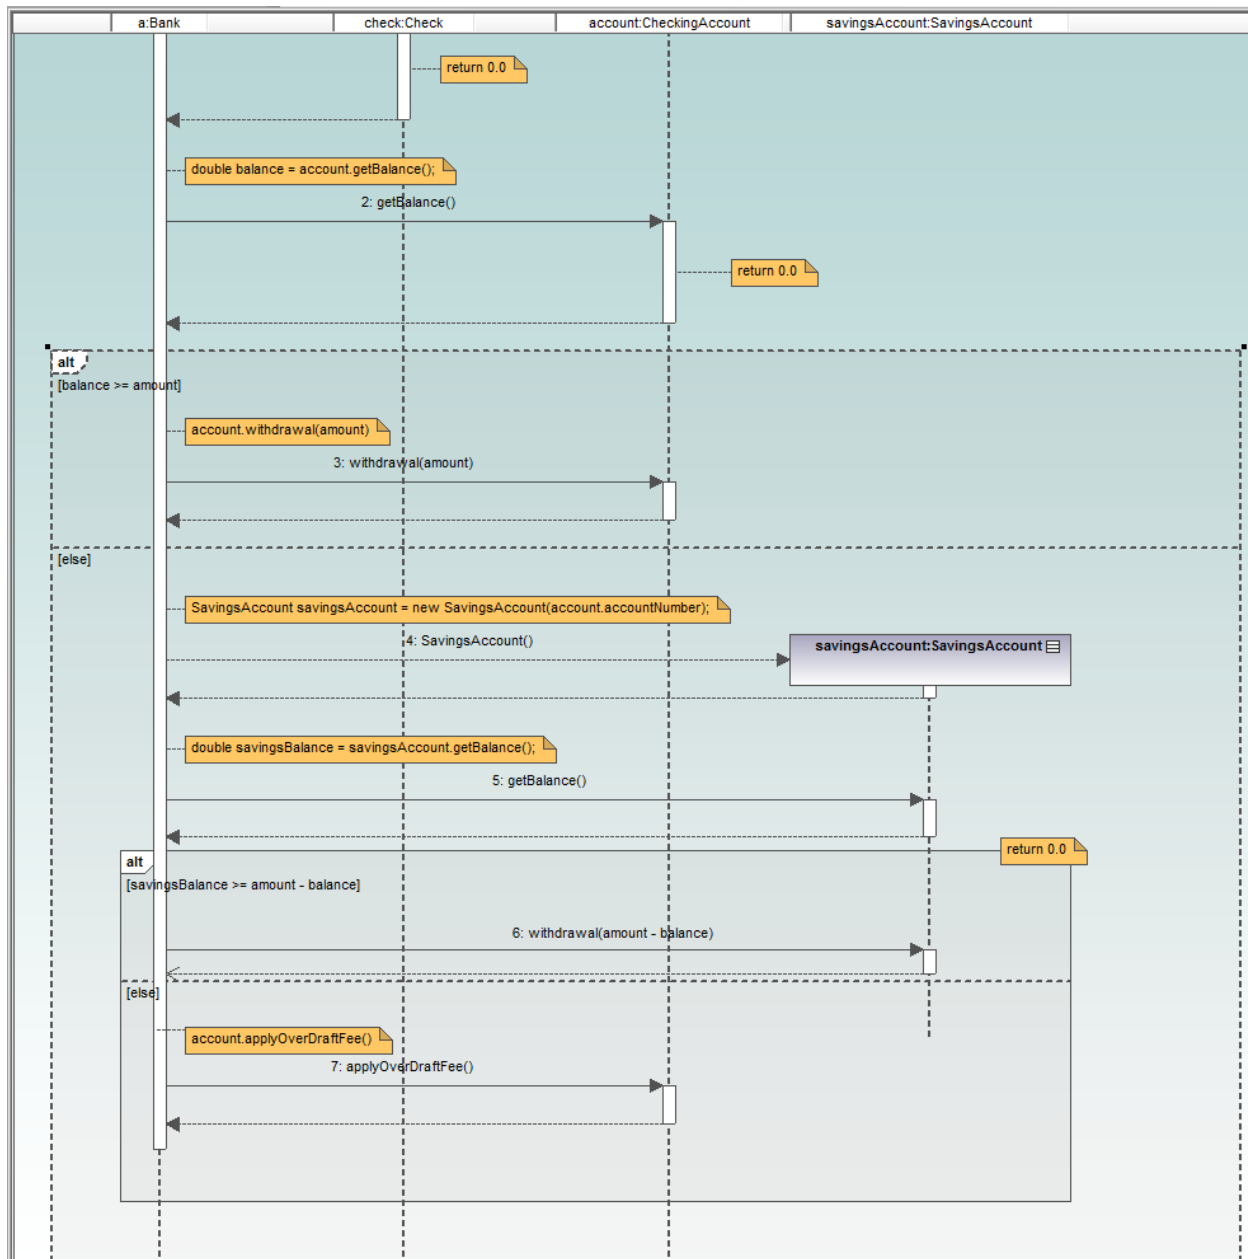 a:Bank
check:Check
account:CheckingAccount
savingsAccount:SavingsAccount
return 0.0
double balance = account.getBalance();
2: getBalance()
return 0.0
alt
[balance >= amount]
account.withdrawal(amount)
3: withdrawal(amount)
[else]
SavingsAccount savingsAccount = new SavingsAccount(account.accountNumber);
4: SavingsAccount()
savingsAccount:SavingsAccount
double savingsBalance = savingsAccount.getBalance();
5: getBalance()
return 0.0
alt
[savingsBalance >= amount - balance]
6: withdrawal(amount - balance)
[else]
account.applyOverDraftFee()
7: applyOverDraftFee()